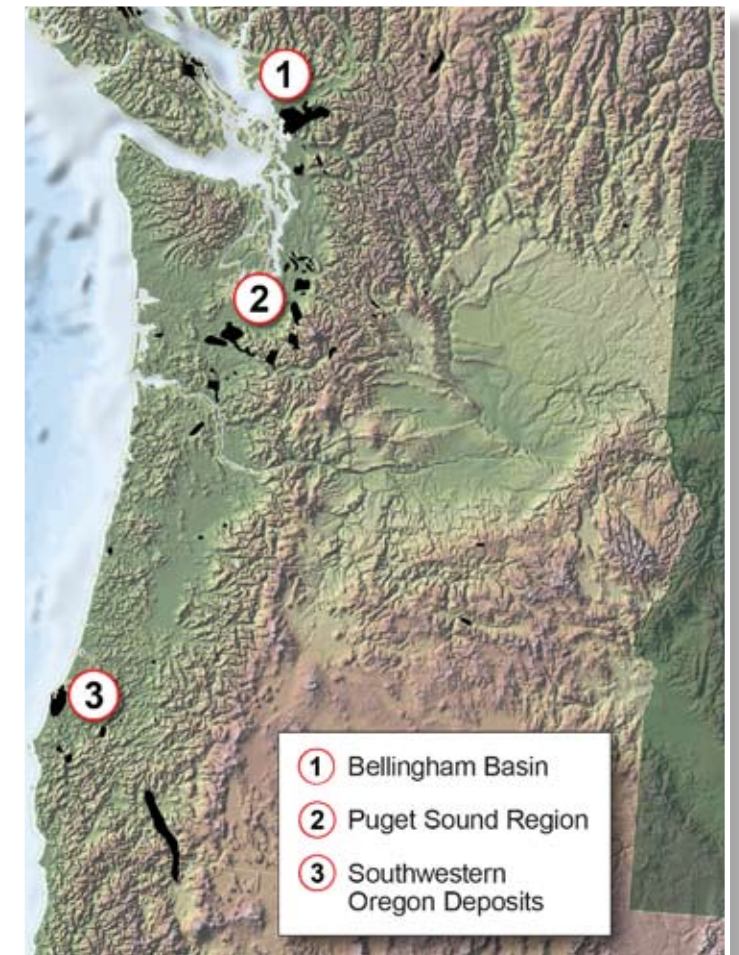 1
2
3
1 Bellingham Basin
2 Puget Sound Region
3 Southwestern
Oregon Deposits